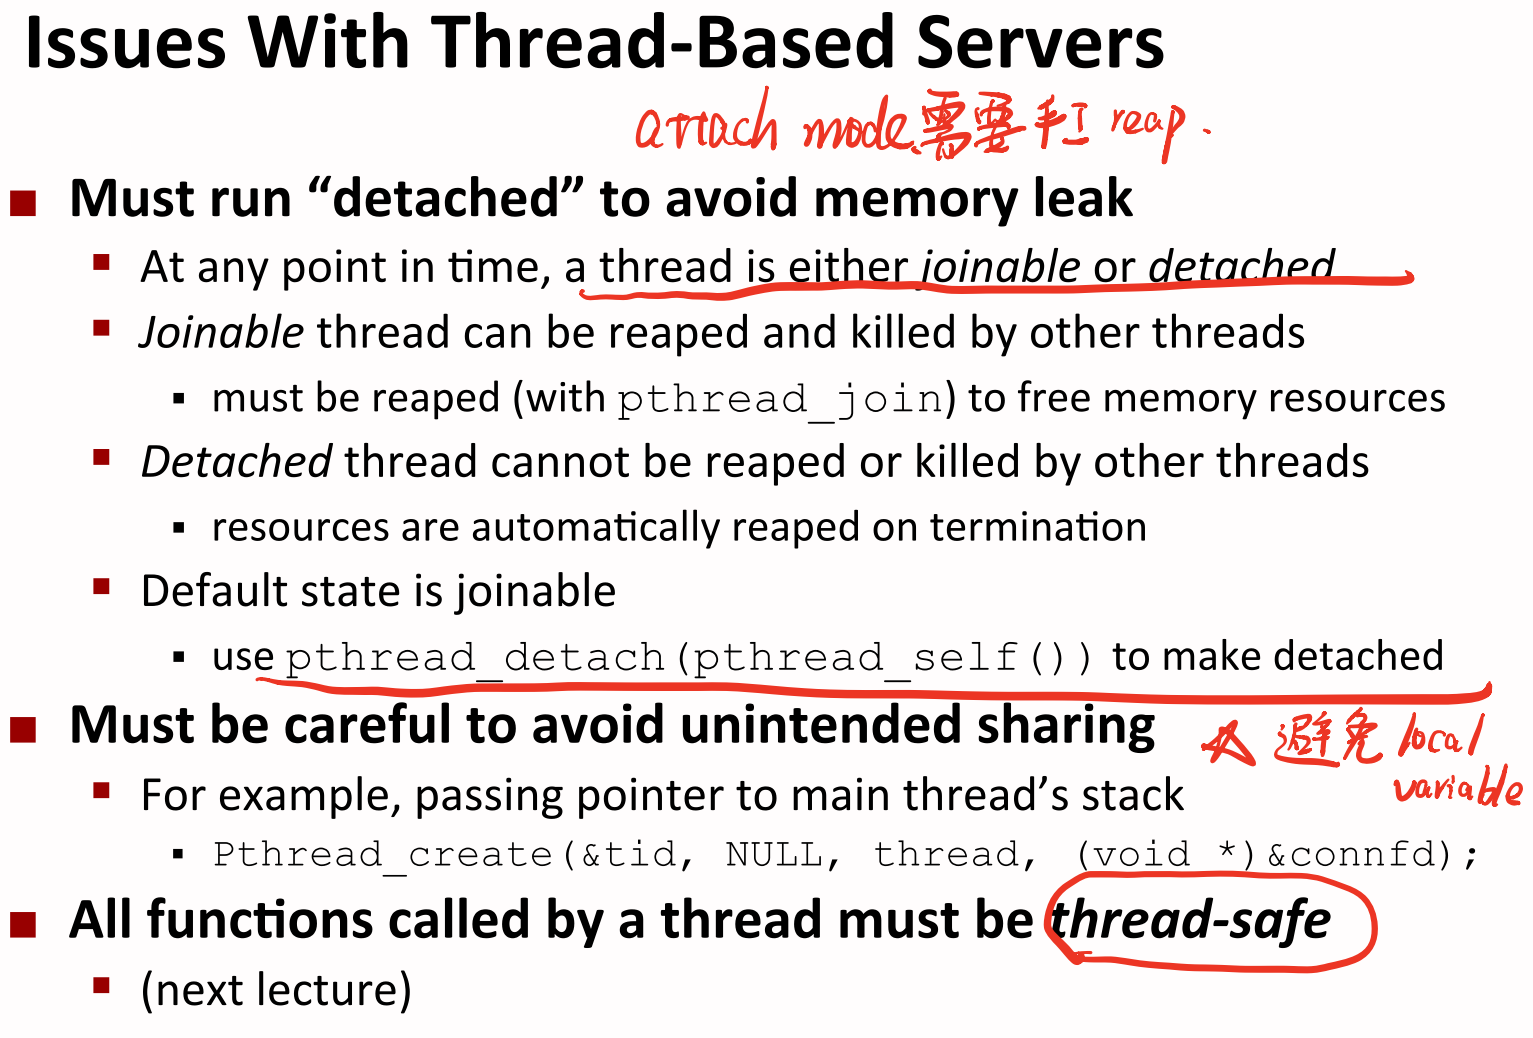 Issues With Thread-Based Servers
attach mode 需要手工 reap.
■ Must run “detached” to avoid memory leak
▪ At any point in time, a thread is either joinable or detached
▪ Joinable thread can be reaped and killed by other threads
▪ must be reaped (with pthread_join) to free memory resources
▪ Detached thread cannot be reaped or killed by other threads
▪ resources are automatically reaped on termination
▪ Default state is joinable
▪ use pthread_detach(pthread_self()) to make detached
■ Must be careful to avoid unintended sharing
☆ 避免 local
variable
▪ For example, passing pointer to main thread’s stack
▪ Pthread_create(&tid, NULL, thread, (void *)&connfd);
■ All functions called by a thread must be thread-safe
▪ (next lecture)